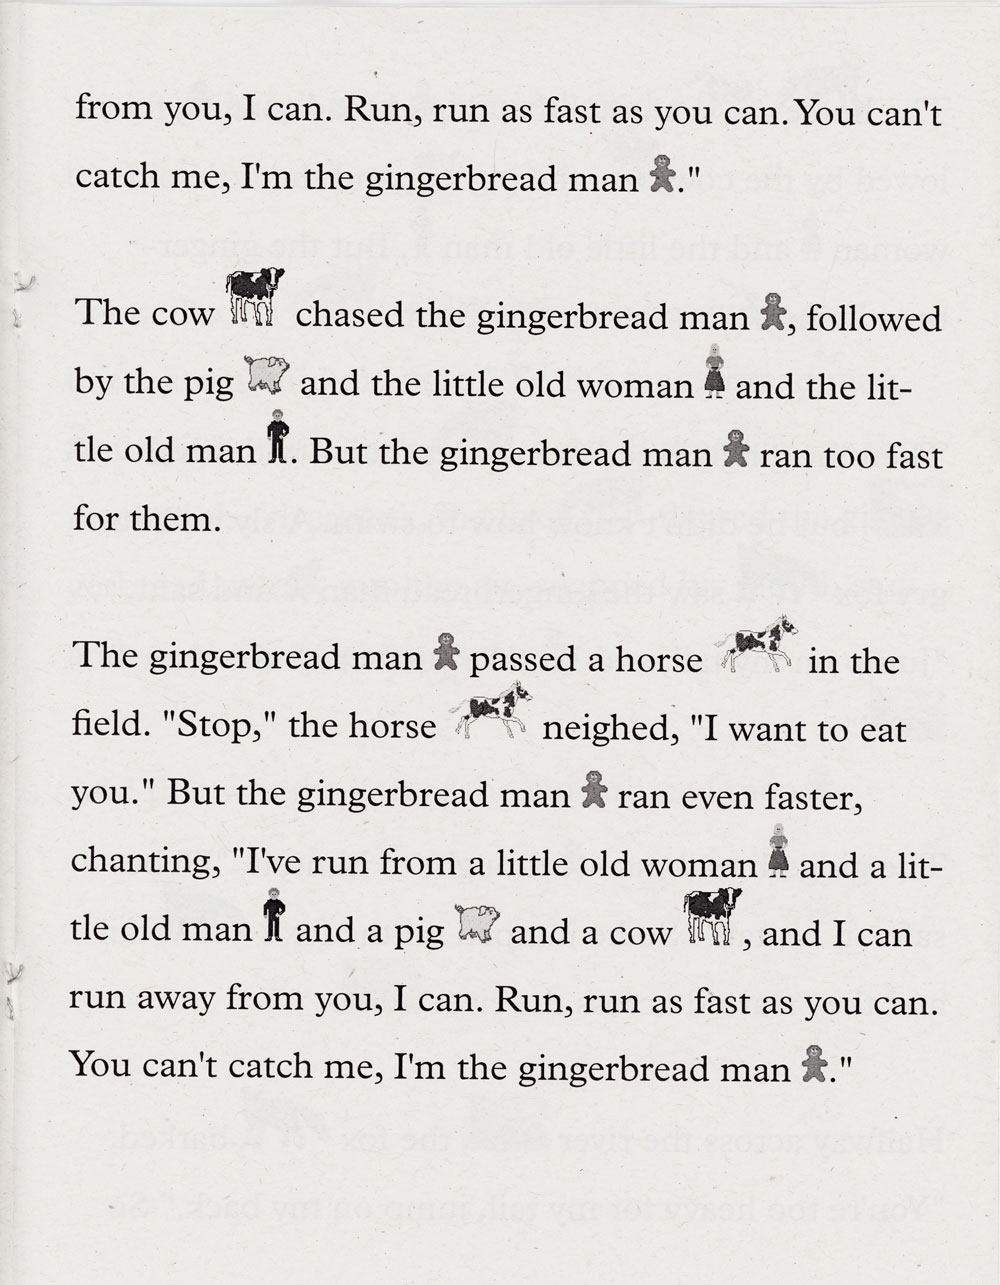 from you, I can. Run, run as fast as you can. You can't
catch me, I'm the gingerbread man."
The cow chased the gingerbread man, followed
by the pig and the little old woman and the lit-
tle old man. But the gingerbread man ran too fast
for them.
The gingerbread man passed a horse in the
field. "Stop," the horse neighed, "I want to eat
you." But the gingerbread man ran even faster,
chanting, "I've run from a little old woman and a lit-
tle old man and a pig and a cow, and I can
run away from you, I can. Run, run as fast as you can.
You can't catch me, I'm the gingerbread man."